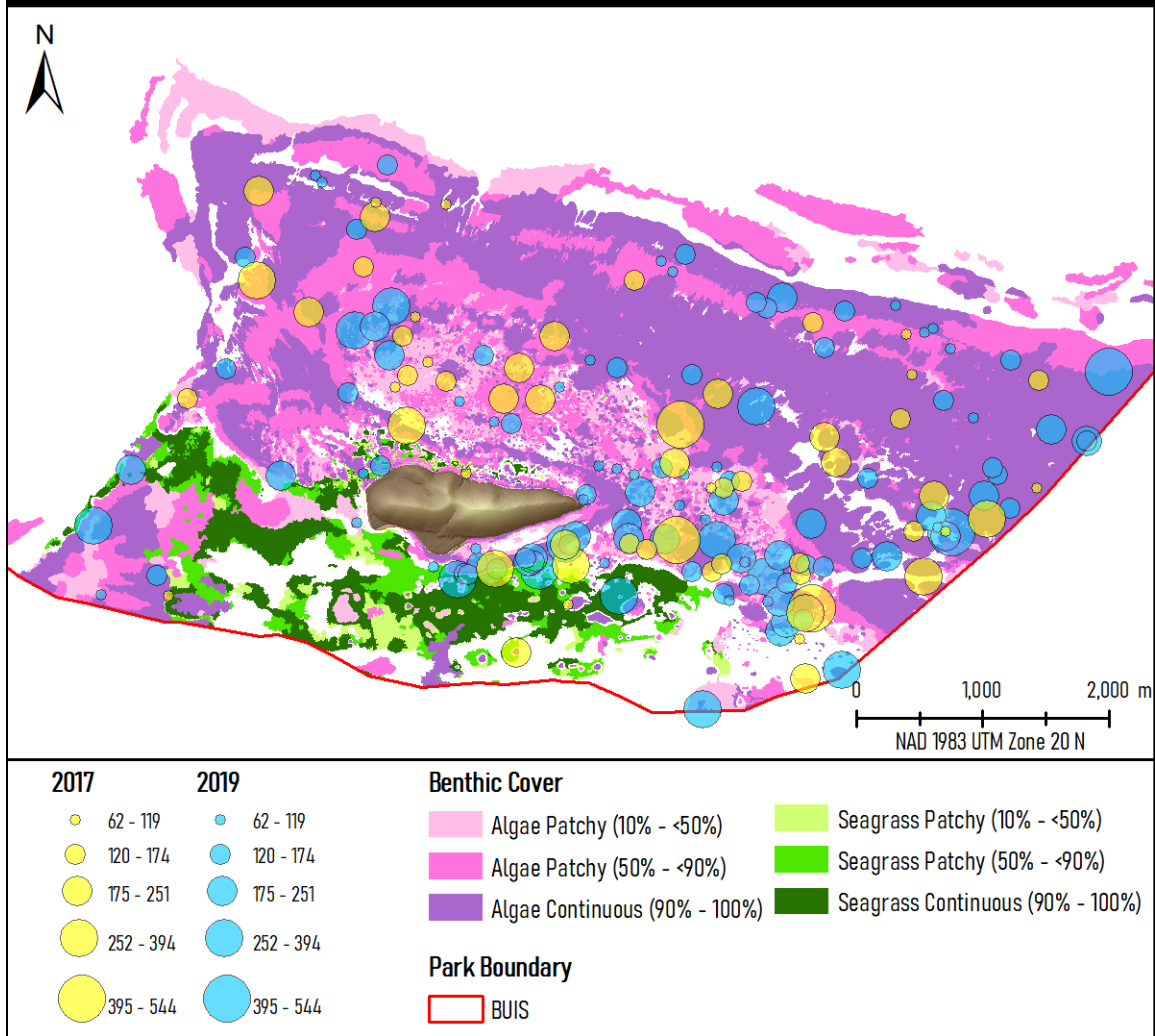 N
0 1,000 2,000 m
NAD 1983 UTM Zone 20 N
2017
62 - 119
120 - 174
175 - 251
252 - 394
395 - 544
2019
62 - 119
120 - 174
175 - 251
252 - 394
395 - 544
Benthic Cover
Algae Patchy (10% - <50%)
Algae Patchy (50% - <90%)
Algae Continuous (90% - 100%)
Seagrass Patchy (10% - <50%)
Seagrass Patchy (50% - <90%)
Seagrass Continuous (90% - 100%)
Park Boundary
BUIS